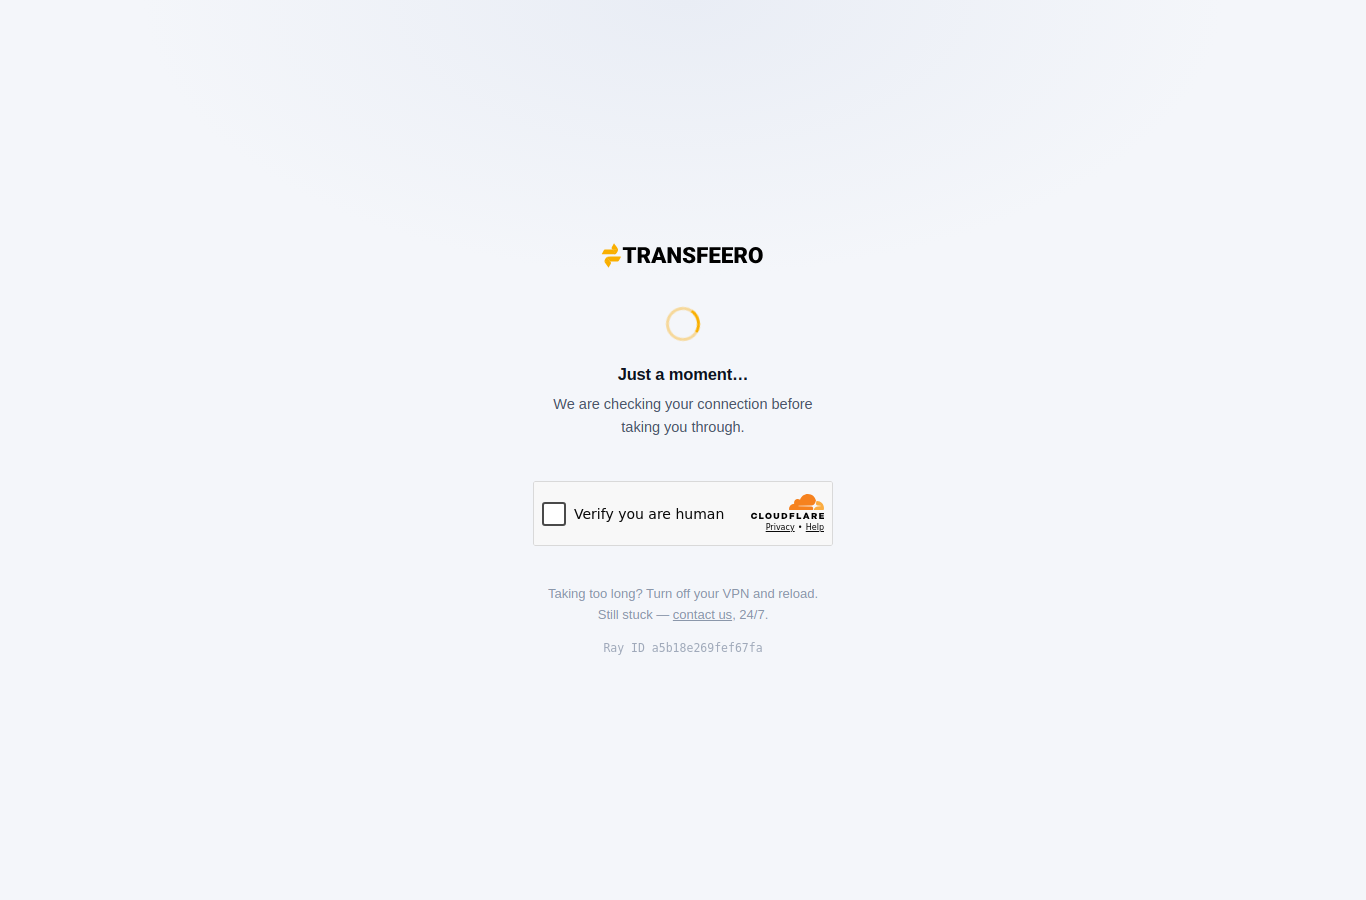 TRANSFEERO
Just a moment…
We are checking your connection before
taking you through.
Verify you are human
CLOUDFLARE
Privacy • Help
Taking too long? Turn off your VPN and reload.
Still stuck — contact us, 24/7.
Ray ID a5b18e269fef67fa